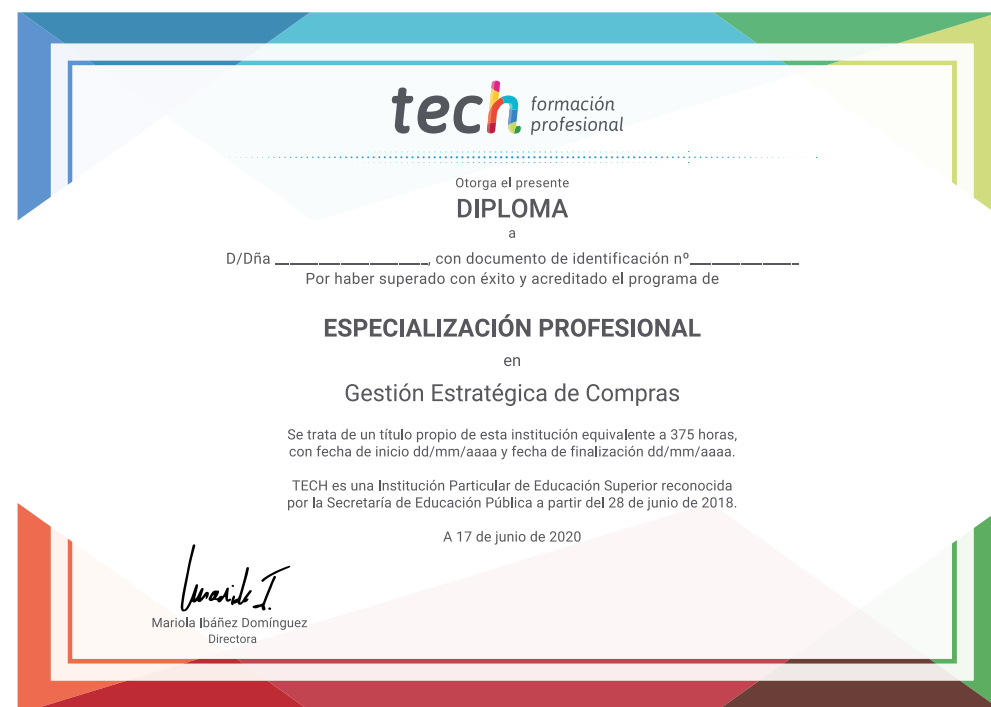 tech formación
profesional
Otorga el presente
DIPLOMA
a
D/Dña ____________________, con documento de identificación nº______________
Por haber superado con éxito y acreditado el programa de
ESPECIALIZACIÓN PROFESIONAL
en
Gestión Estratégica de Compras
Se trata de un título propio de esta institución equivalente a 375 horas,
con fecha de inicio dd/mm/aaaa y fecha de finalización dd/mm/aaaa.
TECH es una Institución Particular de Educación Superior reconocida
por la Secretaría de Educación Pública a partir del 28 de junio de 2018.
A 17 de junio de 2020
Mariola I.
Mariola Ibáñez Domínguez
Directora